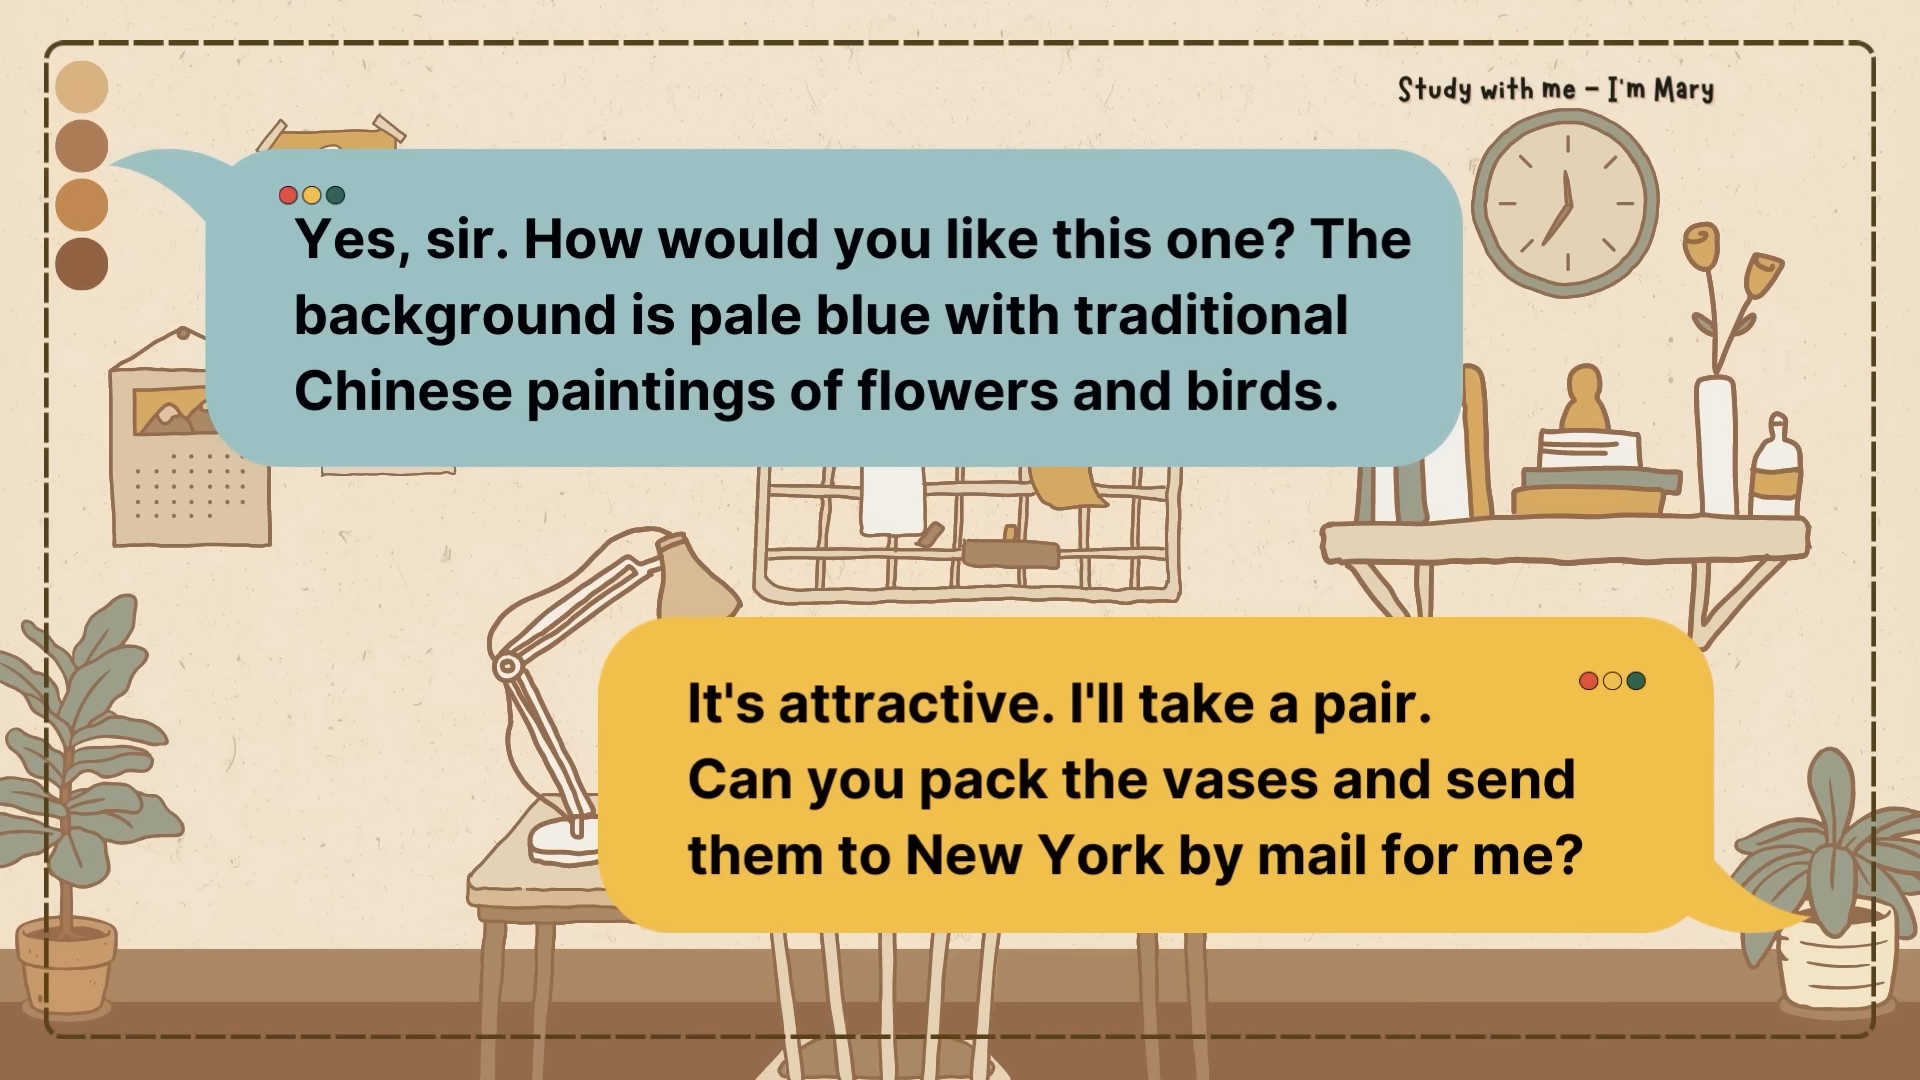 Study with me - I'm Mary
Yes, sir. How would you like this one? The
background is pale blue with traditional
Chinese paintings of flowers and birds.
It's attractive. I'll take a pair.
Can you pack the vases and send
them to New York by mail for me?